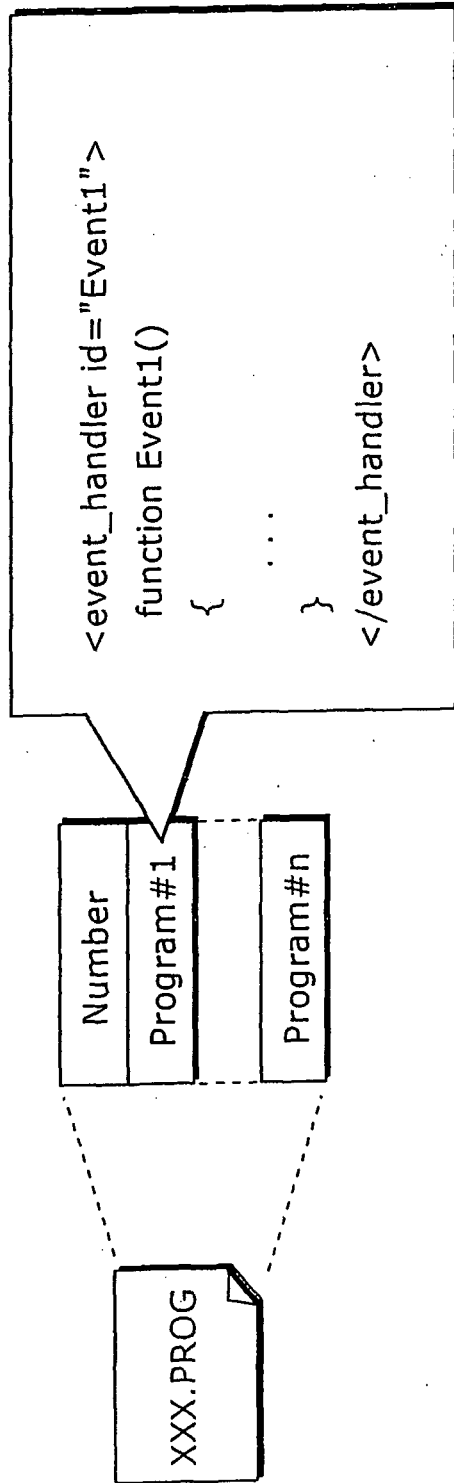 XXX.PROG
Number
Program#1
Program#n
<event_handler id="Event1">
function Event1()
{
....
}
</event_handler>